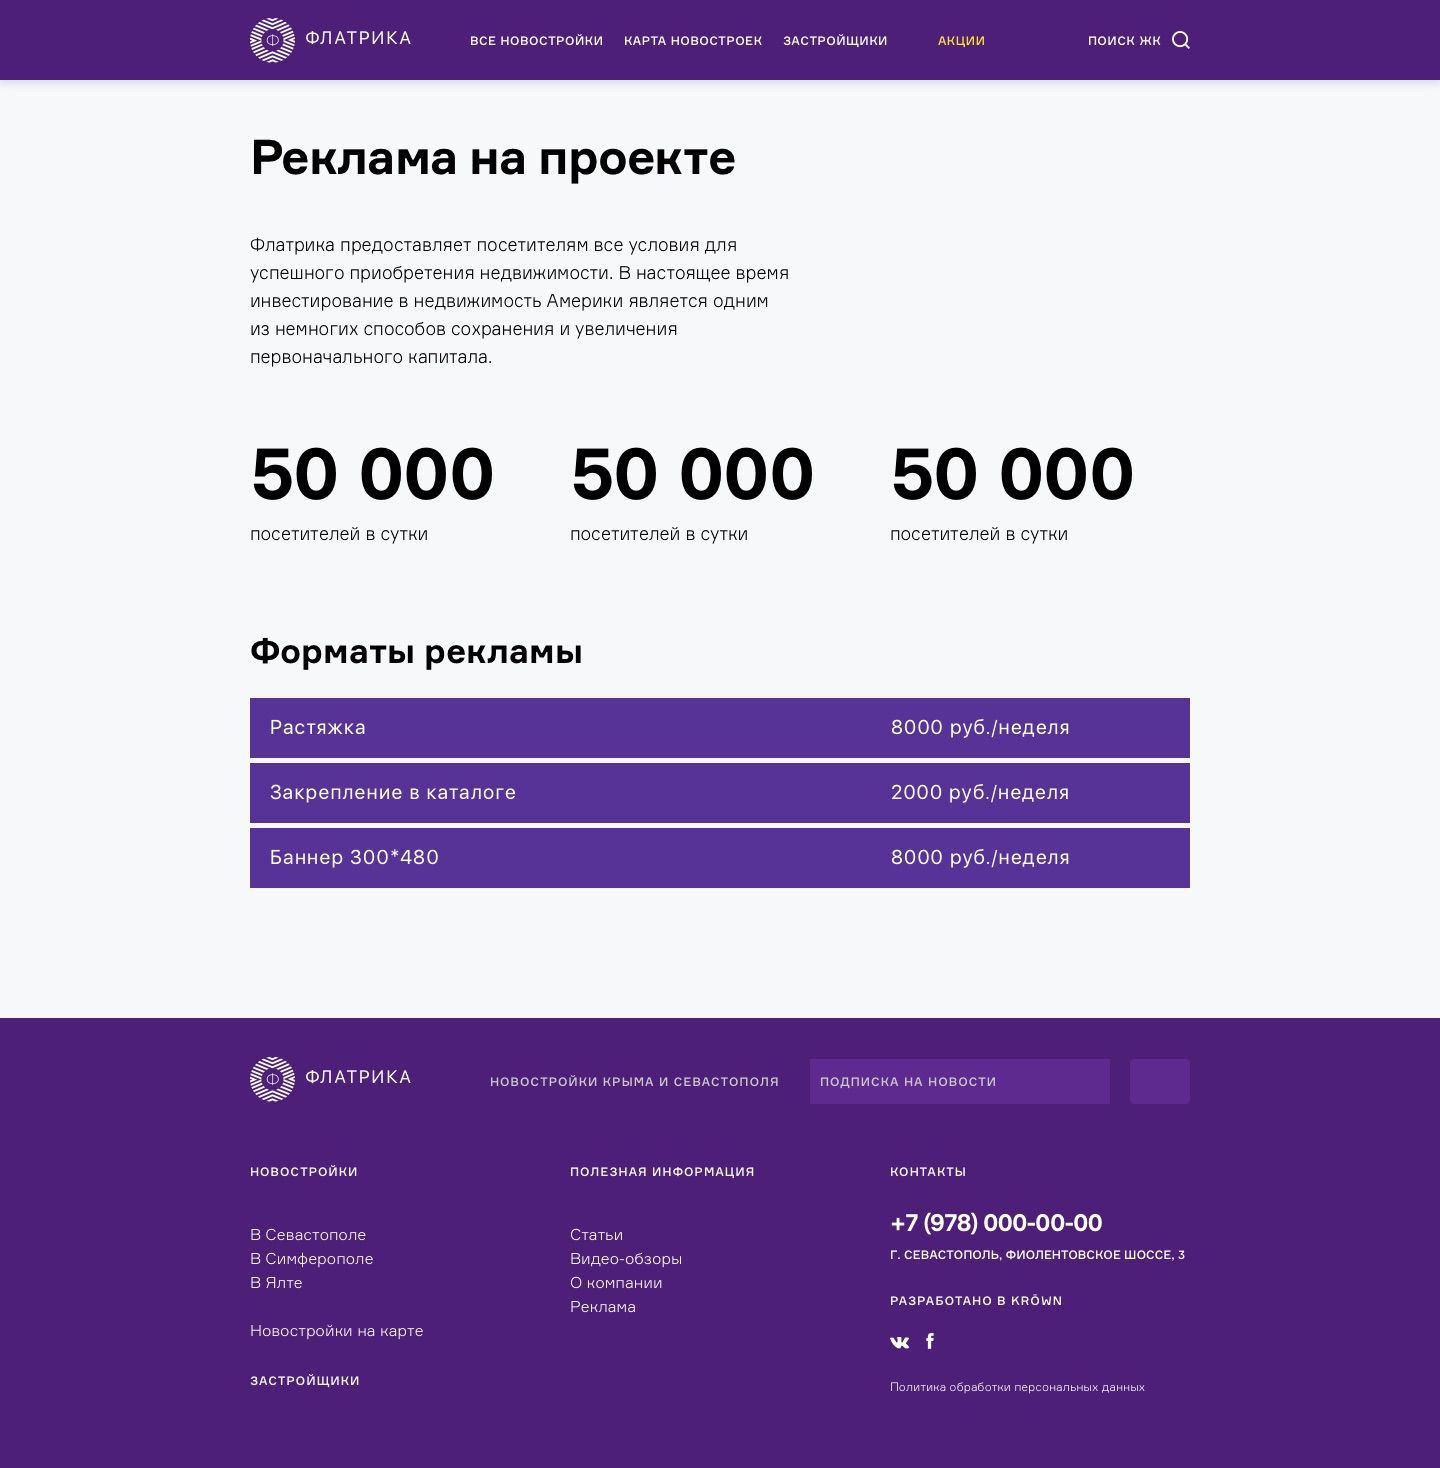 ФЛАТРИКА
ВСЕ НОВОСТРОЙКИ КАРТА НОВОСТРОЕК ЗАСТРОЙЩИКИ АКЦИИ ПОИСК ЖК
Реклама на проекте
Флатрика предоставляет посетителям все условия для
успешного приобретения недвижимости. В настоящее время
инвестирование в недвижимость Америки является одним
из немногих способов сохранения и увеличения
первоначального капитала.
50 000 50 000 50 000
посетителей в сутки посетителей в сутки посетителей в сутки
Форматы рекламы
Растяжка 8000 руб./неделя
Закрепление в каталоге 2000 руб./неделя
Баннер 300*480 8000 руб./неделя
ФЛАТРИКА
НОВОСТРОЙКИ КРЫМА И СЕВАСТОПОЛЯ ПОДПИСКА НА НОВОСТИ
НОВОСТРОЙКИ
В Севастополе
В Симферополе
В Ялте
Новостройки на карте
ЗАСТРОЙЩИКИ
ПОЛЕЗНАЯ ИНФОРМАЦИЯ
Статьи
Видео-обзоры
О компании
Реклама
КОНТАКТЫ
+7 (978) 000-00-00
Г. СЕВАСТОПОЛЬ, ФИОЛЕНТОВСКОЕ ШОССЕ, 3
РАЗРАБОТАНО В KRŌWN
Политика обработки персональных данных